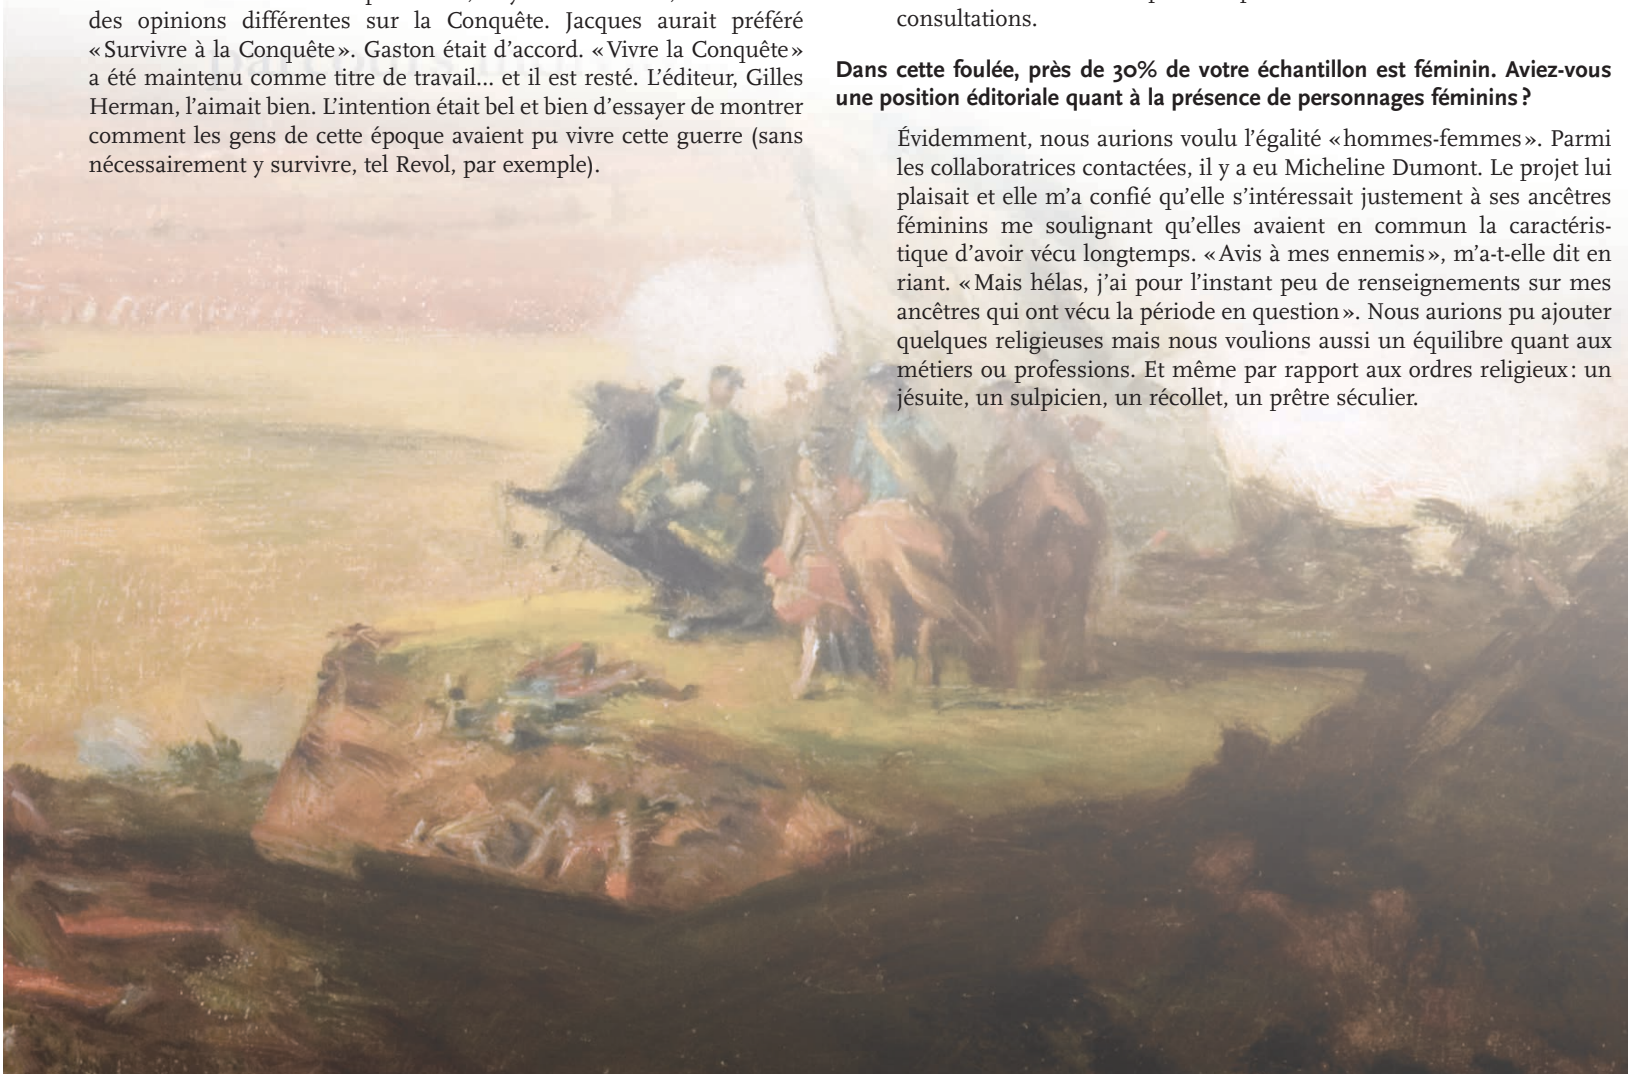 des opinions différentes sur la Conquête. Jacques aurait préféré
«Survivre à la Conquête». Gaston était d’accord. «Vivre la Conquête»
a été maintenu comme titre de travail… et il est resté. L’éditeur, Gilles
Herman, l’aimait bien. L’intention était bel et bien d’essayer de montrer
comment les gens de cette époque avaient pu vivre cette guerre (sans
nécessairement y survivre, tel Revol, par exemple).
consultations.
Dans cette foulée, près de 30% de votre échantillon est féminin. Aviez-vous
une position éditoriale quant à la présence de personnages féminins?
Évidemment, nous aurions voulu l’égalité «hommes-femmes». Parmi
les collaboratrices contactées, il y a eu Micheline Dumont. Le projet lui
plaisait et elle m’a confié qu’elle s’intéressait justement à ses ancêtres
féminins me soulignant qu’elles avaient en commun la caractéris-
tique d’avoir vécu longtemps. «Avis à mes ennemis», m’a-t-elle dit en
riant. «Mais hélas, j’ai pour l’instant peu de renseignements sur mes
ancêtres qui ont vécu la période en question». Nous aurions pu ajouter
quelques religieuses mais nous voulions aussi un équilibre quant aux
métiers ou professions. Et même par rapport aux ordres religieux: un
jésuite, un sulpicien, un récollet, un prêtre séculier.